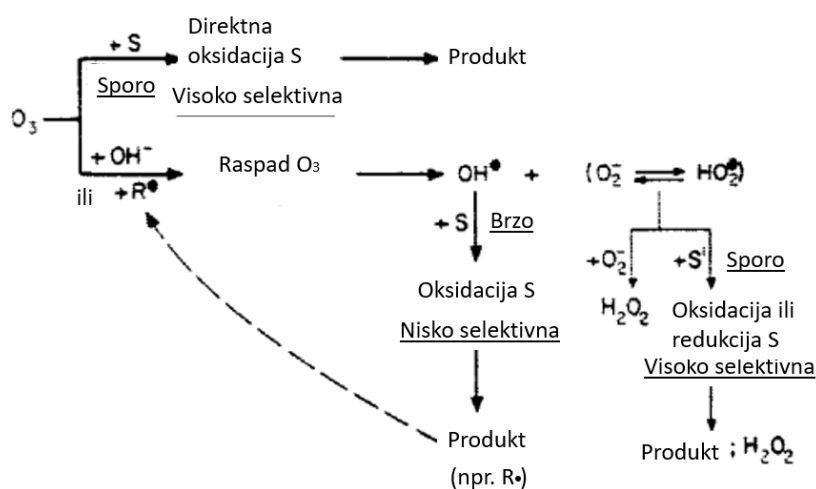 + S
Direktna
oksidacija S
Produkt
Sporo
Visoko selektivna
O₃
+ OH⁻
ili
+R•
Raspad O₃
OH•
+
(O₂⁻
HO₂•)
+ S
Brzo
+O₂⁻
+S'
Sporo
Oksidacija S
Nisko selektivna
H₂O₂
Oksidacija ili
redukcija S
Visoko selektivna
Produkt
(npr. R•)
Produkt ; H₂O₂